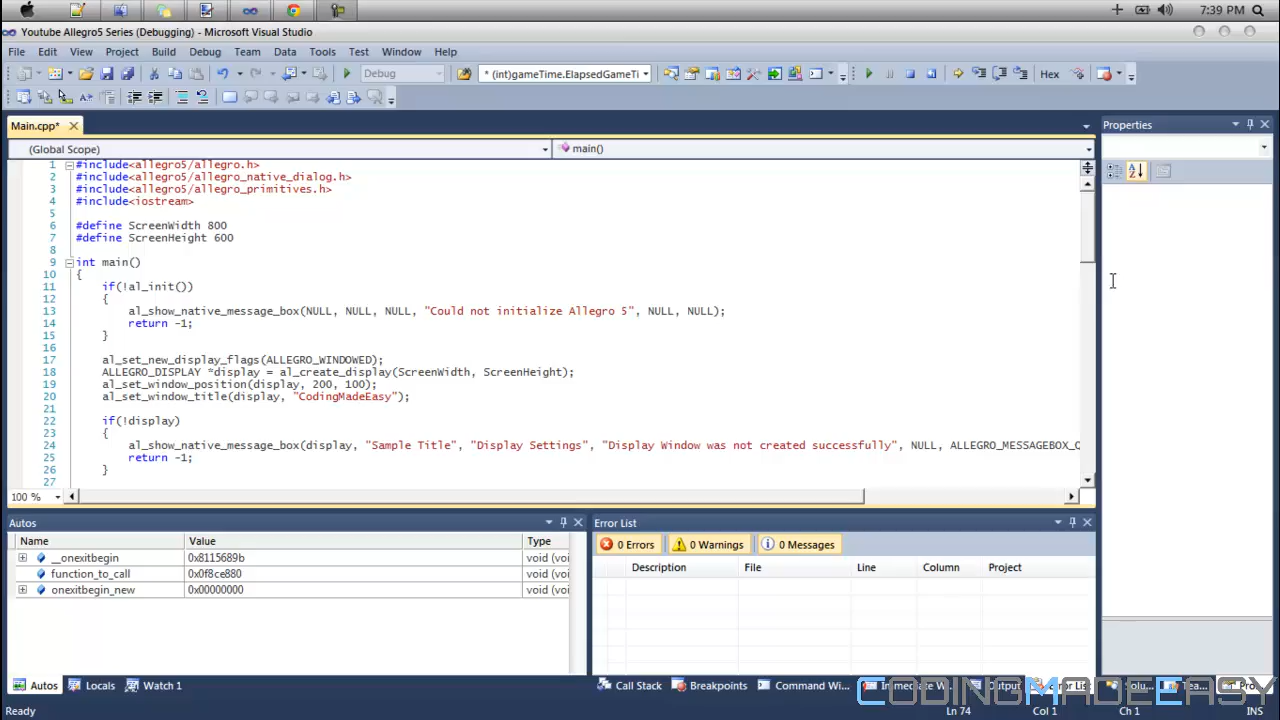 7:39 PM
Youtube Allegro5 Series (Debugging) - Microsoft Visual Studio
File Edit View Project Build Debug Team Data Tools Test Window Help
Debug * (int)gameTime.ElapsedGameTi Hex
Main.cpp*
Properties
(Global Scope) main()
1 #include<allegro5/allegro.h>
2 #include<allegro5/allegro_native_dialog.h>
3 #include<allegro5/allegro_primitives.h>
4 #include<iostream>
5
6 #define ScreenWidth 800
7 #define ScreenHeight 600
8
9 int main()
10 {
11 if(!al_init())
12 {
13 al_show_native_message_box(NULL, NULL, NULL, "Could not initialize Allegro 5", NULL, NULL);
14 return -1;
15 }
16
17 al_set_new_display_flags(ALLEGRO_WINDOWED);
18 ALLEGRO_DISPLAY *display = al_create_display(ScreenWidth, ScreenHeight);
19 al_set_window_position(display, 200, 100);
20 al_set_window_title(display, "CodingMadeEasy");
21
22 if(!display)
23 {
24 al_show_native_message_box(display, "Sample Title", "Display Settings", "Display Window was not created successfully", NULL, ALLEGRO_MESSAGEBOX_
25 return -1;
26 }
27
100 %
Autos
Name Value Type
__onexitbegin 0x8115689b void (voi
function_to_call 0x0f8ce880 void (voi
onexitbegin_new 0x00000000 void (voi
Error List
0 Errors 0 Warnings 0 Messages
Description File Line Column Project
Autos Locals Watch 1
Call Stack Breakpoints Command Wi... Immediate W... Output Error List Solu... Tea... Pro...
CODINGMADEEASY
Ready Ln 74 Col 1 Ch 1 INS